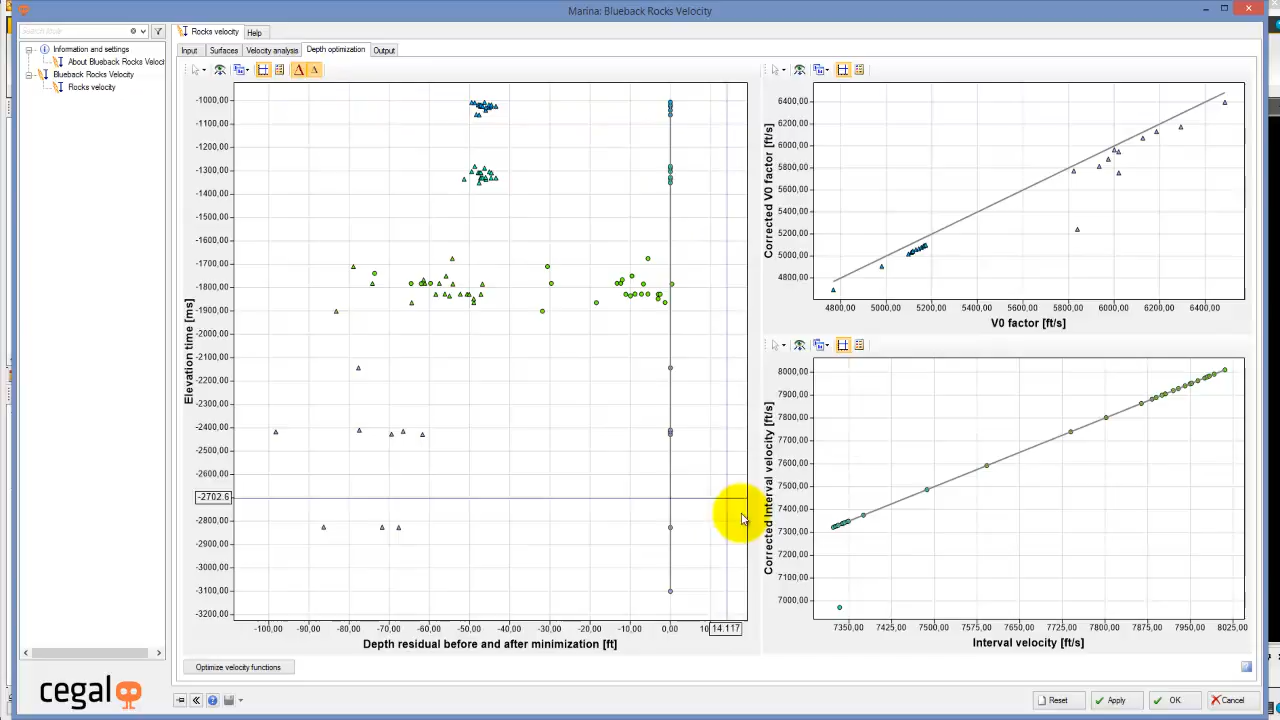 Marina: Blueback Rocks Velocity
Rocks velocity
Help
Information and settings
About Blueback Rocks Veloci
Blueback Rocks Velocity
Rocks velocity
Input
Surfaces
Velocity analysis
Depth optimization
Output
-1000,00
-1100,00
-1200,00
-1300,00
-1400,00
-1500,00
-1600,00
-1700,00
-1800,00
-1900,00
-2000,00
-2100,00
-2200,00
-2300,00
-2400,00
-2500,00
-2600,00
-2702.6
-2800,00
-2900,00
-3000,00
-3100,00
-3200,00
Elevation time [ms]
-100,00 -90,00 -80,00 -70,00 -60,00 -50,00 -40,00 -30,00 -20,00 -10,00 0,00 14.117
Depth residual before and after minimization [ft]
6400,00
6200,00
6000,00
5800,00
5600,00
5400,00
5200,00
5000,00
4800,00
Corrected V0 factor [ft/s]
4800,00 5000,00 5200,00 5400,00 5600,00 5800,00 6000,00 6200,00 6400,00
V0 factor [ft/s]
8000,00
7900,00
7800,00
7700,00
7600,00
7500,00
7400,00
7300,00
7200,00
7100,00
7000,00
Corrected Interval velocity [ft/s]
7350,00 7425,00 7500,00 7575,00 7650,00 7725,00 7800,00 7875,00 7950,00 8025,00
Interval velocity [ft/s]
Optimize velocity functions
cegal
Reset
Apply
OK
Cancel